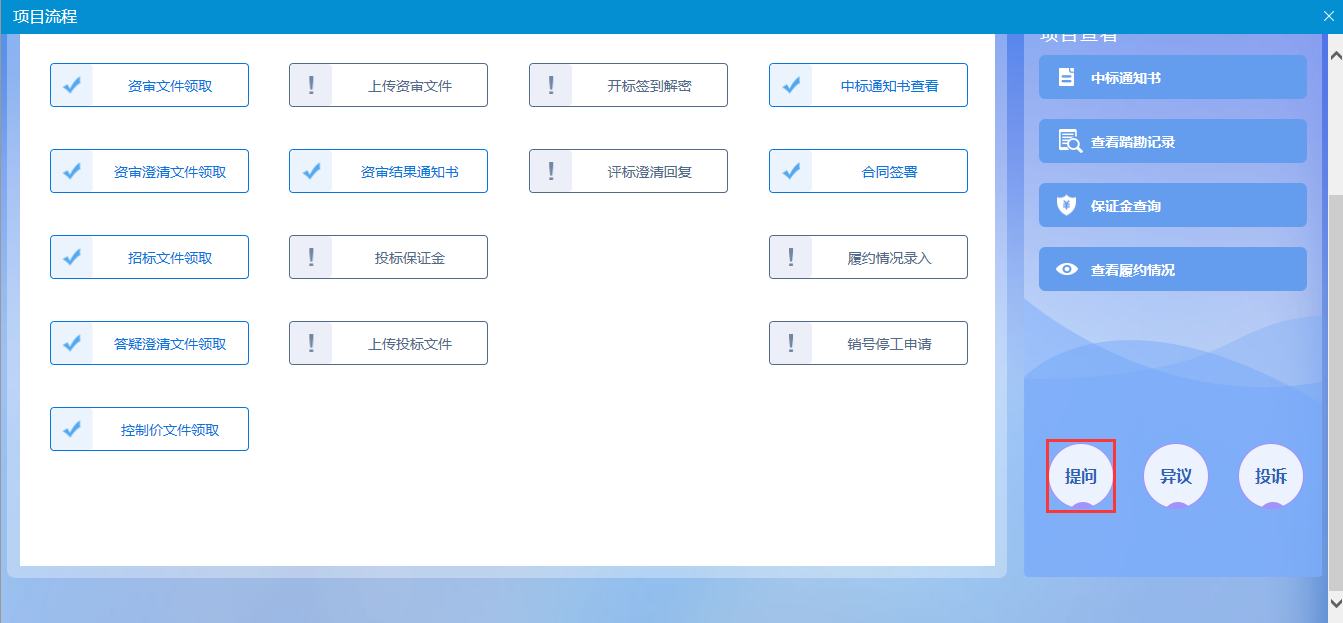 项目流程
项目查看
资审文件领取
上传资审文件
开标签到解密
中标通知书查看
资审澄清文件领取
资审结果通知书
评标澄清回复
合同签署
招标文件领取
投标保证金
履约情况录入
答疑澄清文件领取
上传投标文件
销号停工申请
控制价文件领取
中标通知书
查看踏勘记录
保证金查询
查看履约情况
提问
异议
投诉